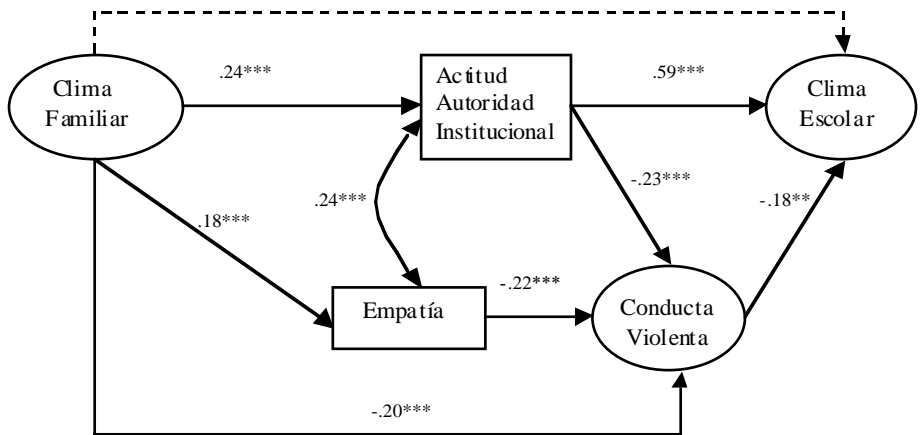 .24***
Clima
Familiar
Actitud
Autoridad
Institucional
.59***
Clima
Escolar
.18***
.24***
-.23***
-.18**
Empatía
-.22***
Conducta
Violenta
-.20***